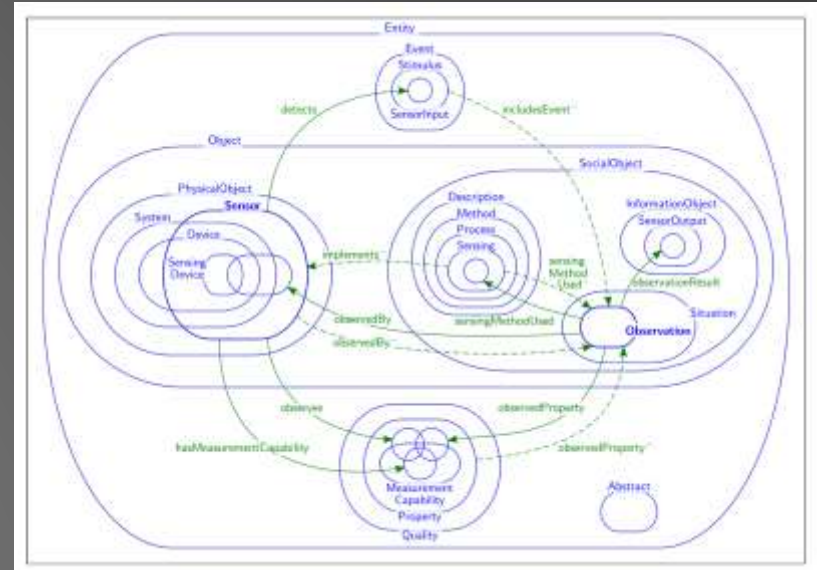 Entity
Event
Stimulus
SensorInput
detects
includesEvent⁻
Object
SocialObject
PhysicalObject
Sensor
System
Device
Sensing
Device
Description
Method
Process
Sensing
InformationObject
SensorOutput
implements
sensing
Method
Used⁻
observationResult
observedBy
sensingMethodUsed
Situation
Observation
observedBy⁻
observes
observedProperty
hasMeasurementCapability
observedProperty⁻
Measurement
Capability
Property
Quality
Abstract